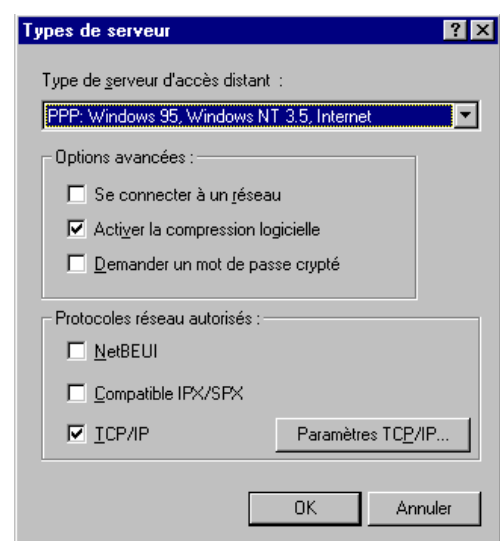 Types de serveur
Type de serveur d'accès distant :
PPP: Windows 95, Windows NT 3.5, Internet
Options avancées :
Se connecter à un réseau
Activer la compression logicielle
Demander un mot de passe crypté
Protocoles réseau autorisés :
NetBEUI
Compatible IPX/SPX
TCP/IP
Paramètres TCP/IP...
OK
Annuler